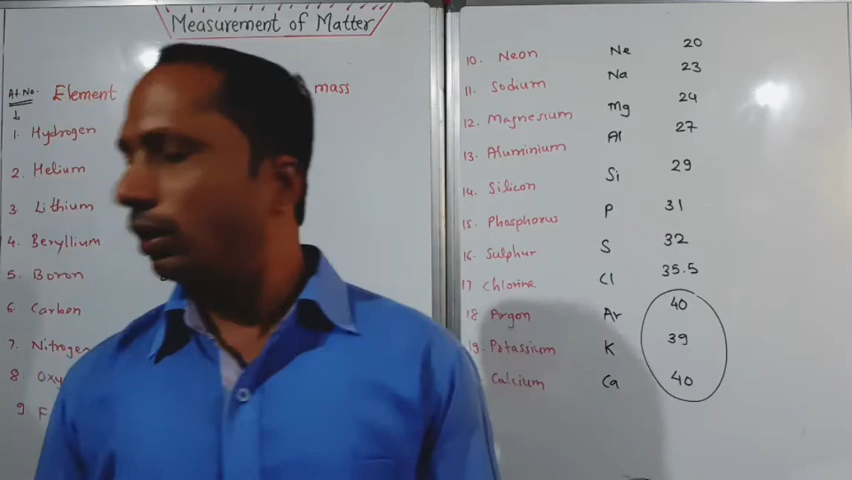 Measurement of Matter
At. No. Element mass
1. Hydrogen
2. Helium
3. Lithium
4. Beryllium
5. Boron
6 Carbon
7. Nitrogen
8. Oxy
9 F
10. Neon Ne 20
11. Sodium Na 23
12. Magnesium Mg 24
13. Aluminium Al 27
14. Silicon Si 29
15. Phosphorus P 31
16. Sulphur S 32
17 Chlorine Cl 35.5
18 Argon Ar 40
19. Potassium K 39
Calcium Ca 40